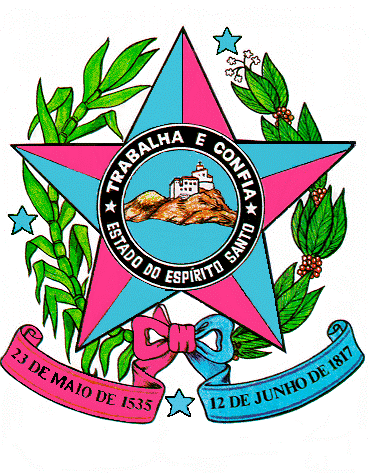 TRABALHA E CONFIA
ESTADO DO ESPÍRITO SANTO
23 DE MAIO DE 1535
12 DE JUNHO DE 1817